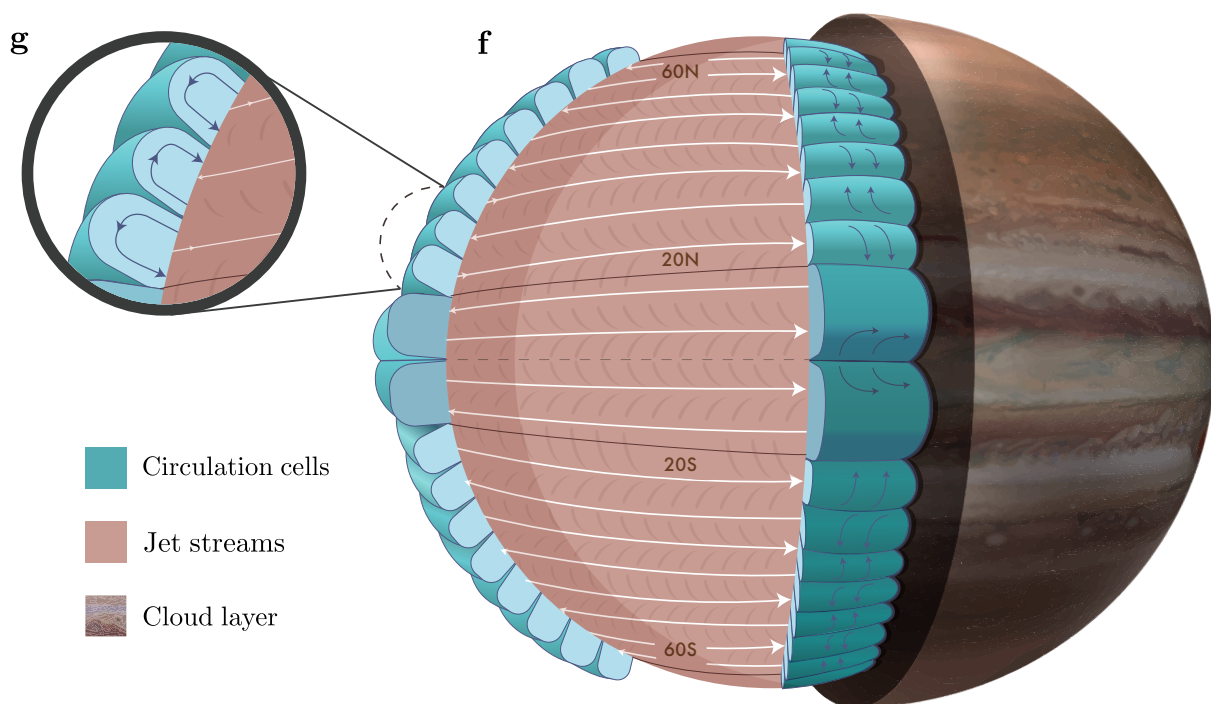 g
f
60N
20N
20S
60S
Circulation cells
Jet streams
Cloud layer